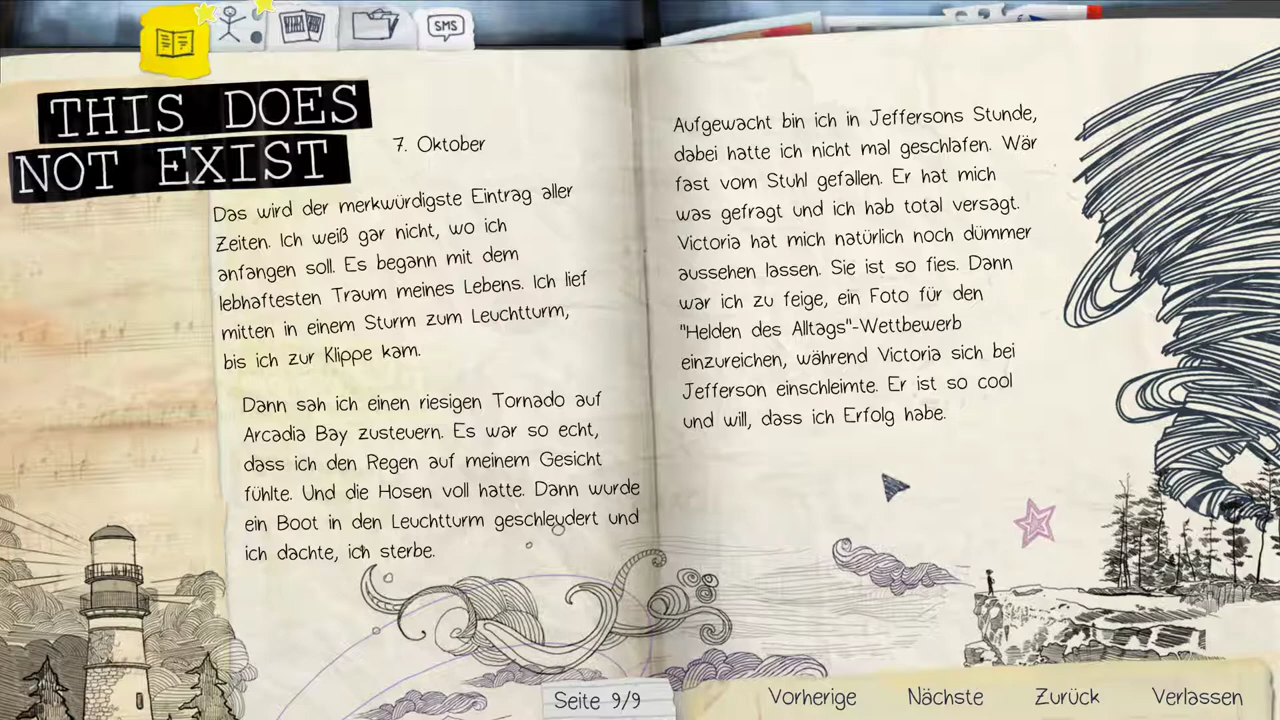 SMS
THIS DOES
NOT EXIST
7. Oktober
Das wird der merkwürdigste Eintrag aller
Zeiten. Ich weiß gar nicht, wo ich
anfangen soll. Es begann mit dem
lebhaftesten Traum meines Lebens. Ich lief
mitten in einem Sturm zum Leuchtturm,
bis ich zur Klippe kam.
Dann sah ich einen riesigen Tornado auf
Arcadia Bay zusteuern. Es war so echt,
dass ich den Regen auf meinem Gesicht
fühlte. Und die Hosen voll hatte. Dann wurde
ein Boot in den Leuchtturm geschleudert und
ich dachte, ich sterbe.
Aufgewacht bin ich in Jeffersons Stunde,
dabei hatte ich nicht mal geschlafen. Wär
fast vom Stuhl gefallen. Er hat mich
was gefragt und ich hab total versagt.
Victoria hat mich natürlich noch dümmer
aussehen lassen. Sie ist so fies. Dann
war ich zu feige, ein Foto für den
"Helden des Alltags"-Wettbewerb
einzureichen, während Victoria sich bei
Jefferson einschleimte. Er ist so cool
und will, dass ich Erfolg habe.
Seite 9/9
Vorherige
Nächste
Zurück
Verlassen